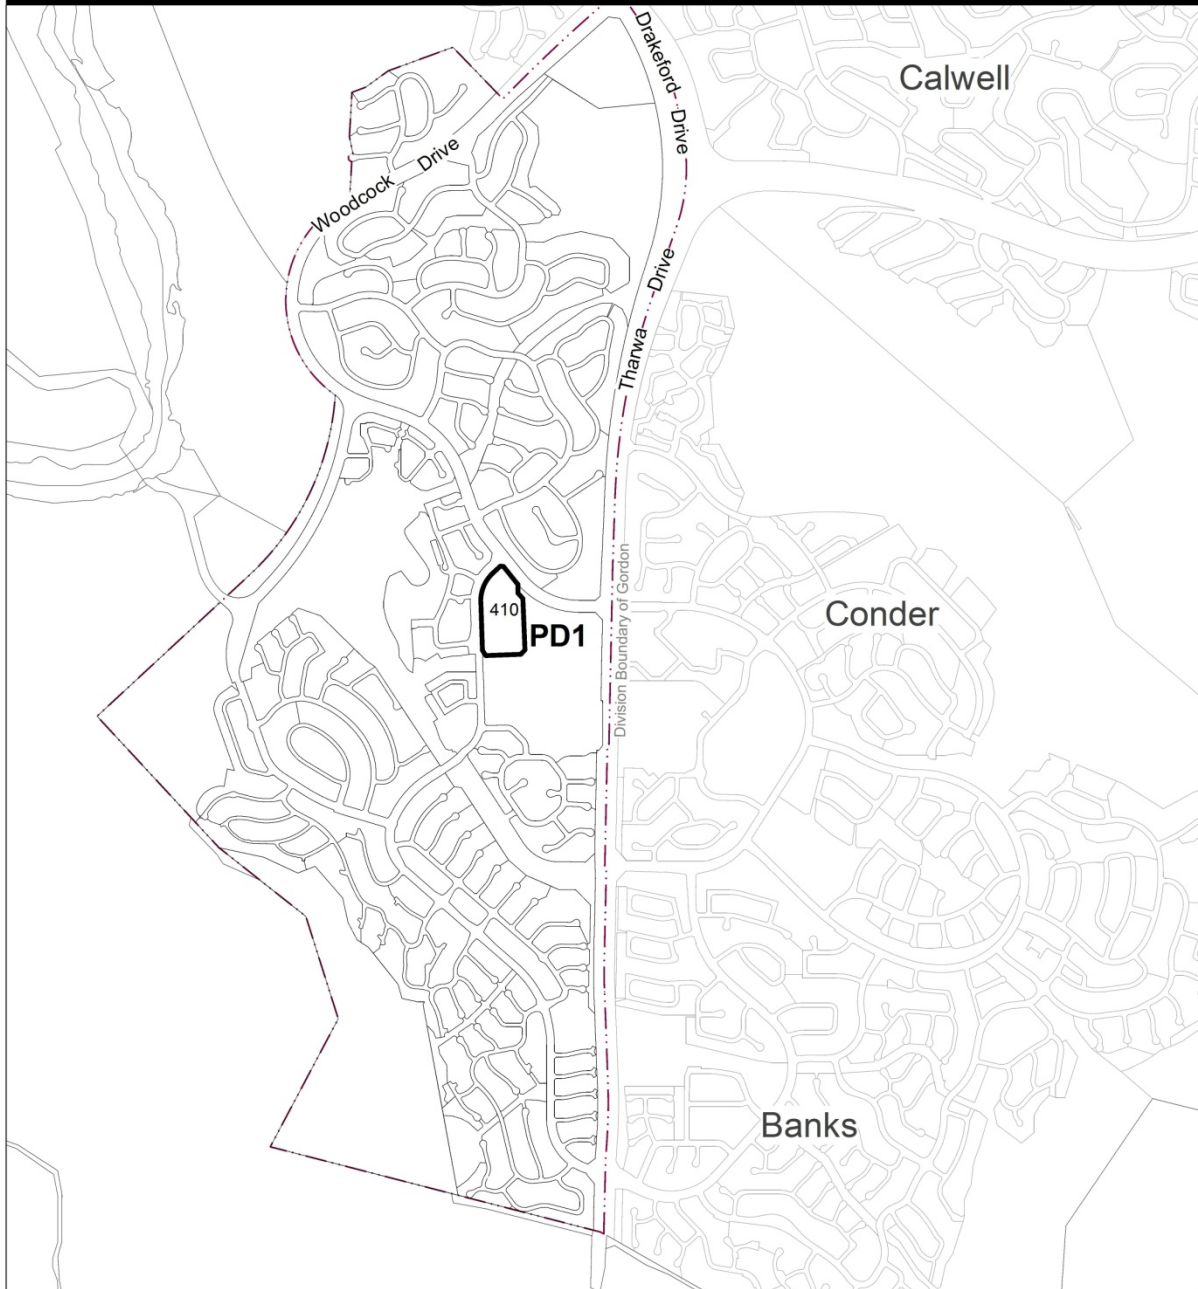 Drakeford Drive
Calwell
Woodcock Drive
Tharwa Drive
Division Boundary of Gordon
410
PD1
Conder
Banks